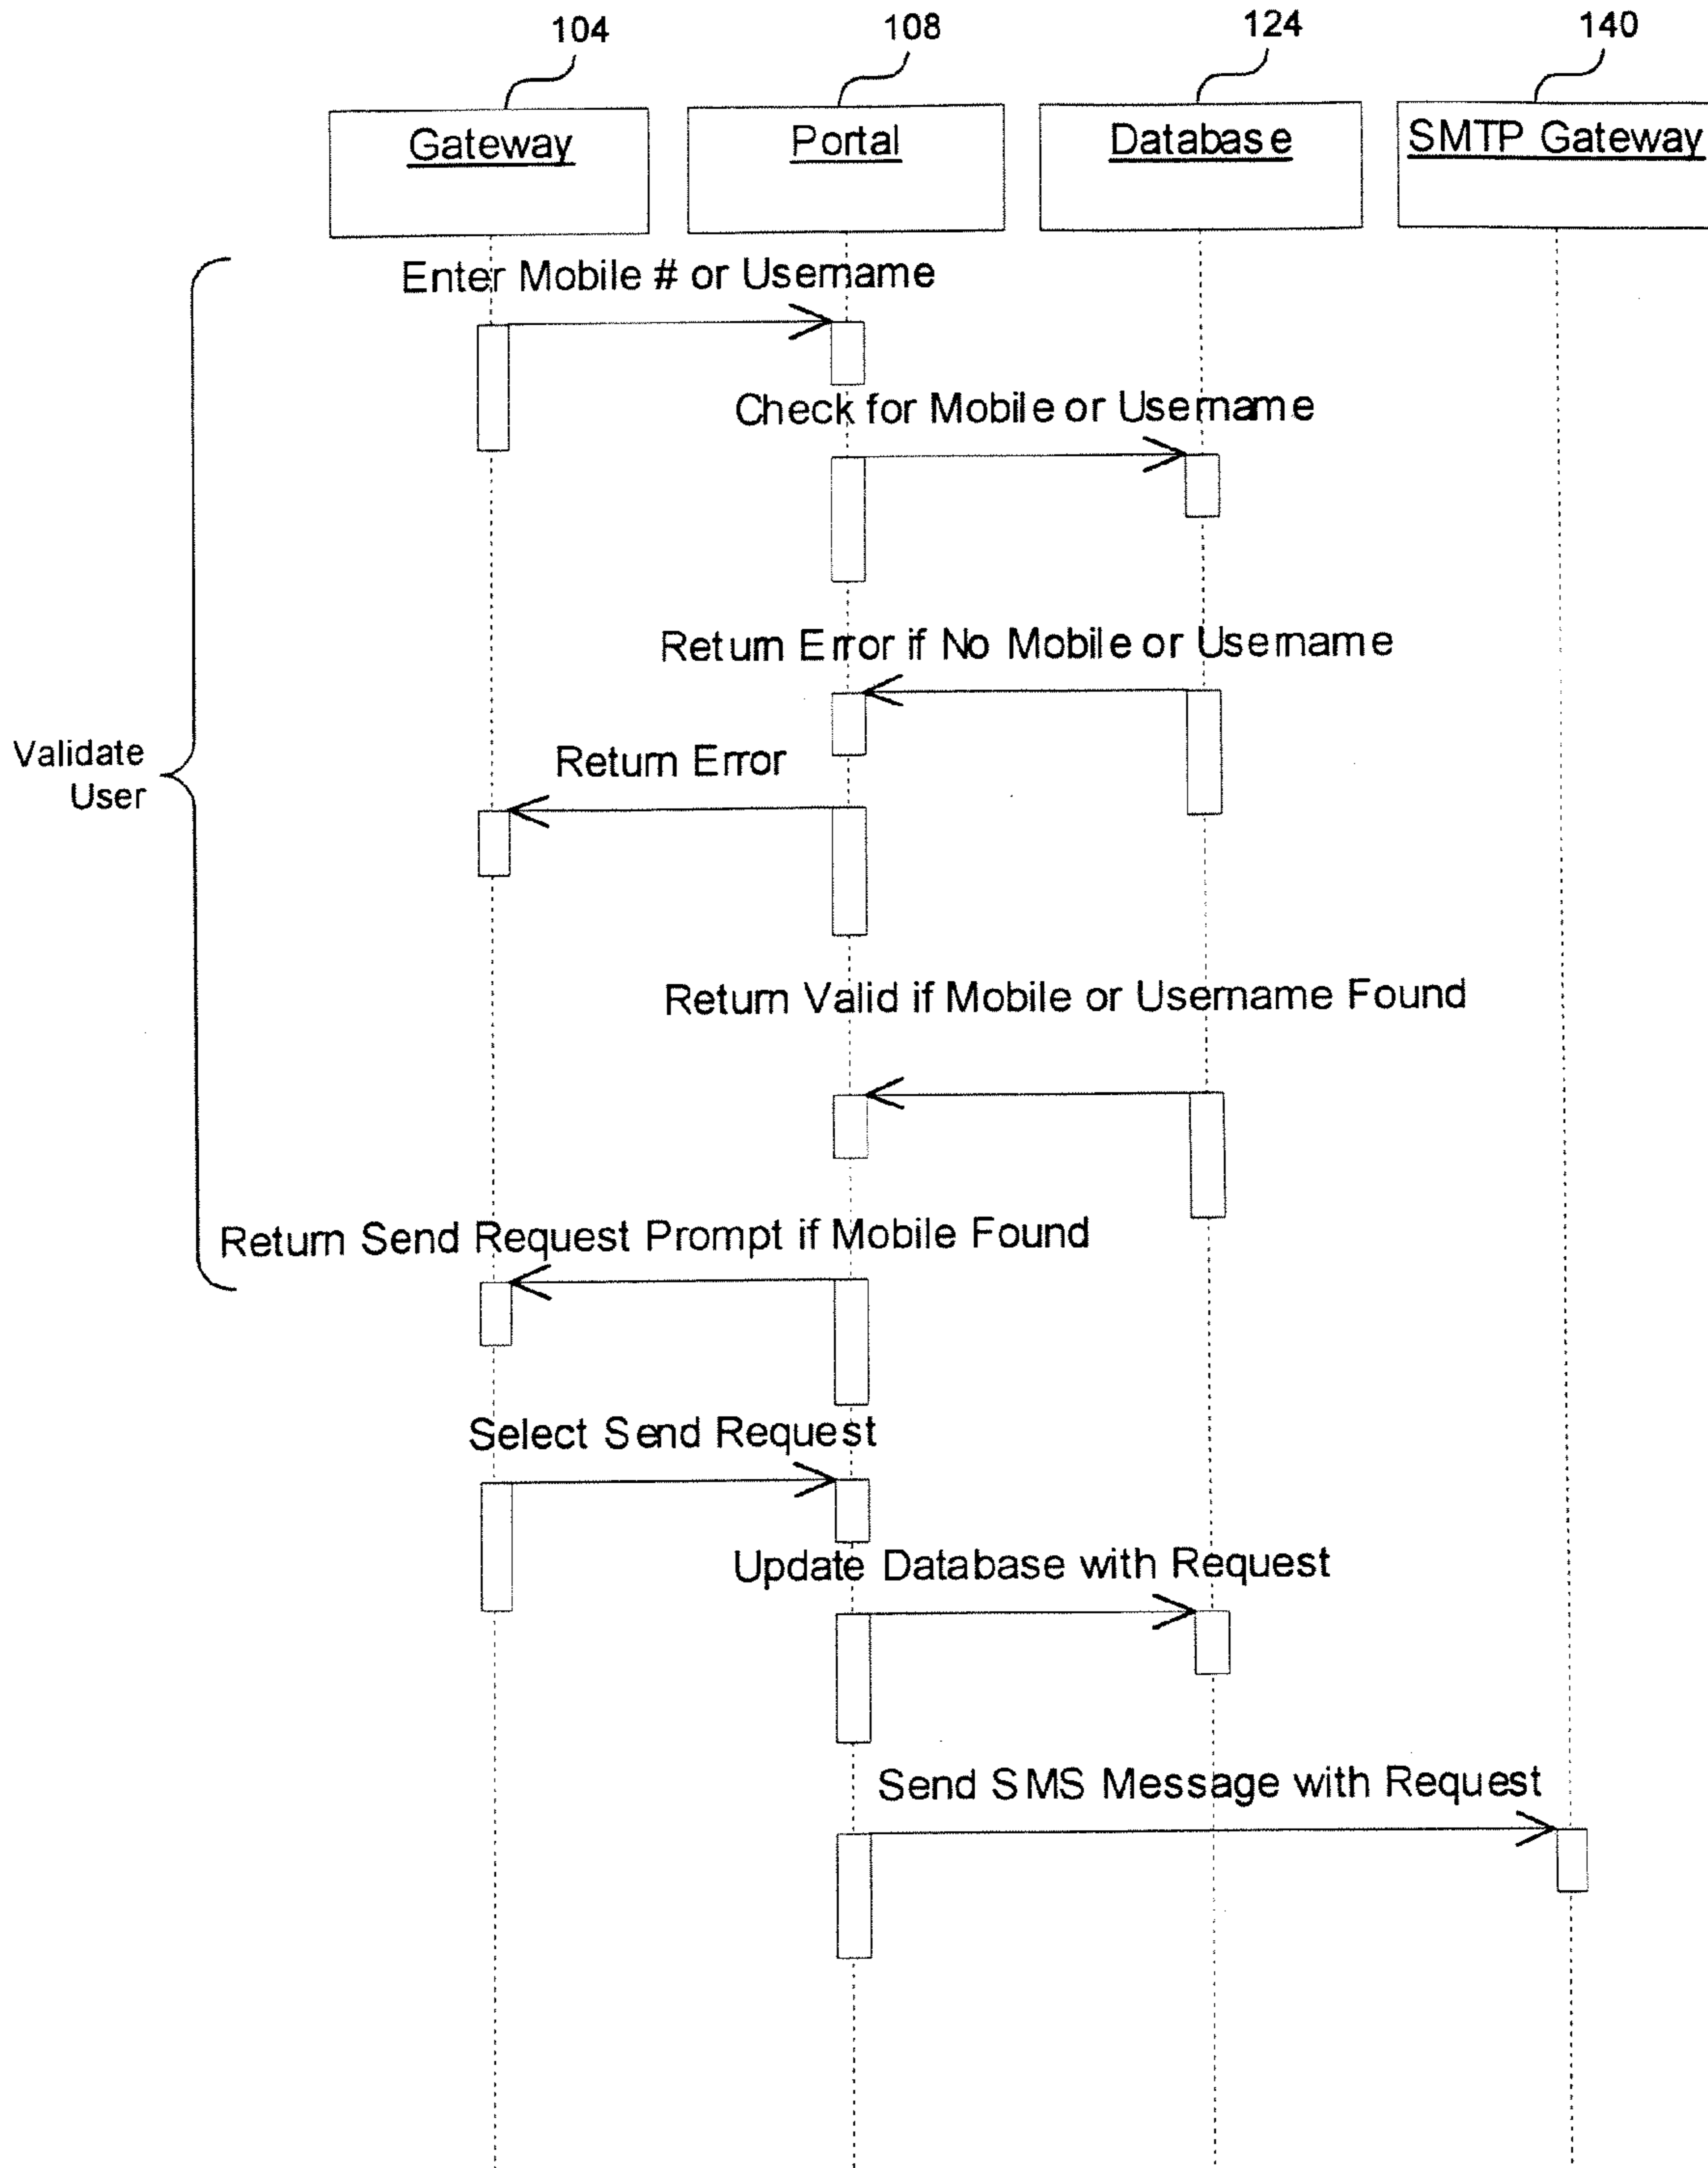 104
108
124
140
Gateway
Portal
Database
SMTP Gateway
Enter Mobile # or Username
Check for Mobile or Username
Return Error if No Mobile or Username
Validate
User
Return Error
Return Valid if Mobile or Username Found
Return Send Request Prompt if Mobile Found
Select Send Request
Update Database with Request
Send SMS Message with Request